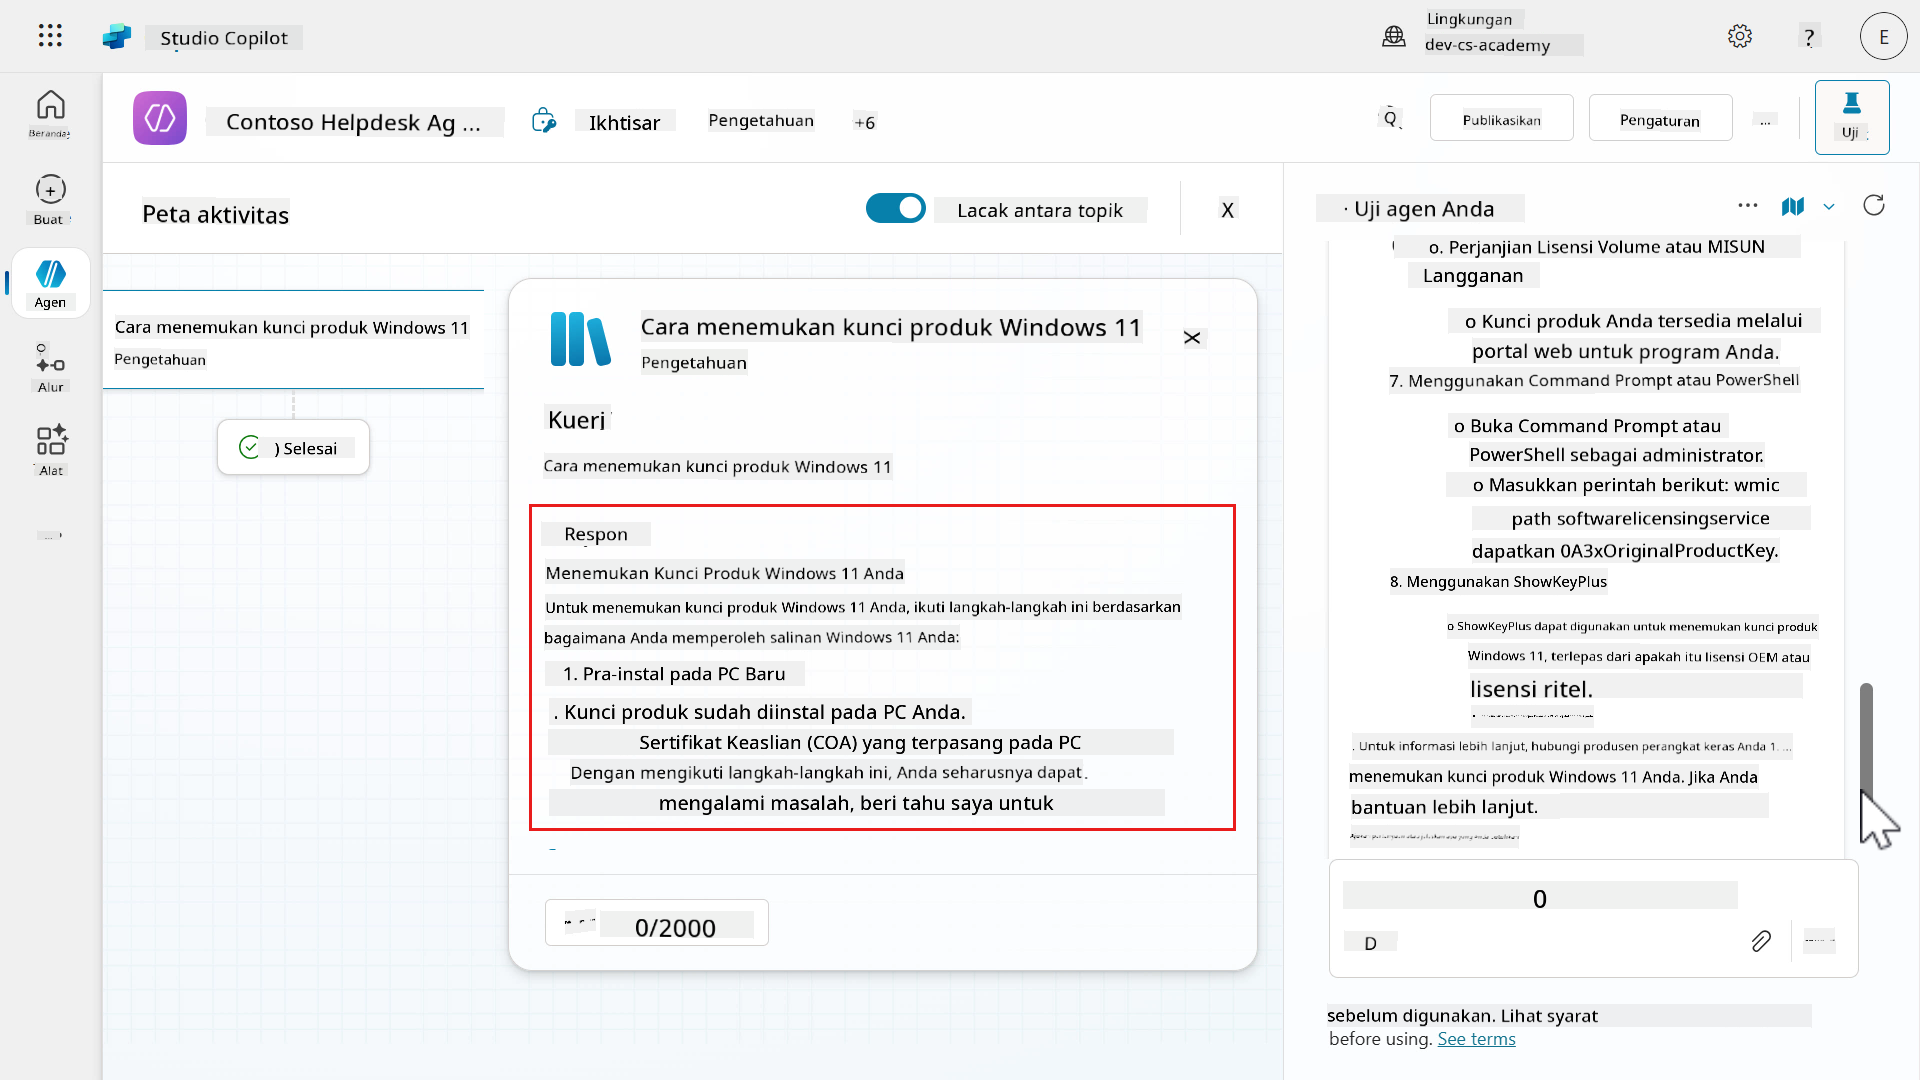 Studio Copilot
Lingkungan
dev-cs-academy
?
E
Beranda
Buat
Agen
Alur
Alat
Contoso Helpdesk Ag ...
Ikhtisar
Pengetahuan
+6
Q
Publikasikan
Pengaturan
...
Uji
Peta aktivitas
Lacak antara topik
X
Cara menemukan kunci produk Windows 11
Pengetahuan
) Selesai
Cara menemukan kunci produk Windows 11
Pengetahuan
Kueri
Cara menemukan kunci produk Windows 11
Respon
Menemukan Kunci Produk Windows 11 Anda
Untuk menemukan kunci produk Windows 11 Anda, ikuti langkah-langkah ini berdasarkan
bagaimana Anda memperoleh salinan Windows 11 Anda:
1. Pra-instal pada PC Baru
. Kunci produk sudah diinstal pada PC Anda.
Sertifikat Keaslian (COA) yang terpasang pada PC
Dengan mengikuti langkah-langkah ini, Anda seharusnya dapat.
mengalami masalah, beri tahu saya untuk
0/2000
· Uji agen Anda
o. Perjanjian Lisensi Volume atau MISUN
Langganan
o Kunci produk Anda tersedia melalui
portal web untuk program Anda.
7. Menggunakan Command Prompt atau PowerShell
o Buka Command Prompt atau
PowerShell sebagai administrator.
o Masukkan perintah berikut: wmic
path softwarelicensingservice
dapatkan 0A3xOriginalProductKey.
8. Menggunakan ShowKeyPlus
o ShowKeyPlus dapat digunakan untuk menemukan kunci produk
Windows 11, terlepas dari apakah itu lisensi OEM atau
lisensi ritel.
. Untuk informasi lebih lanjut, hubungi produsen perangkat keras Anda 1. ...
menemukan kunci produk Windows 11 Anda. Jika Anda
bantuan lebih lanjut.
0
D
sebelum digunakan. Lihat syarat
before using. See terms